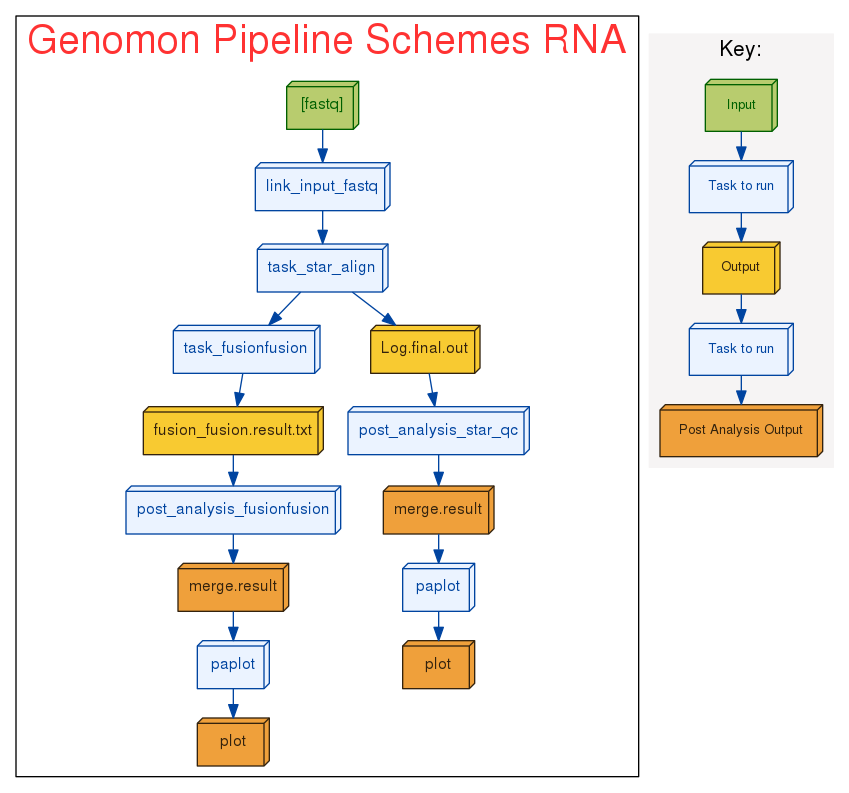 Genomon Pipeline Schemes RNA
[fastq]
link_input_fastq
task_star_align
task_fusionfusion
Log.final.out
fusion_fusion.result.txt
post_analysis_star_qc
post_analysis_fusionfusion
merge.result
merge.result
paplot
paplot
plot
plot
Key:
Input
Task to run
Output
Task to run
Post Analysis Output